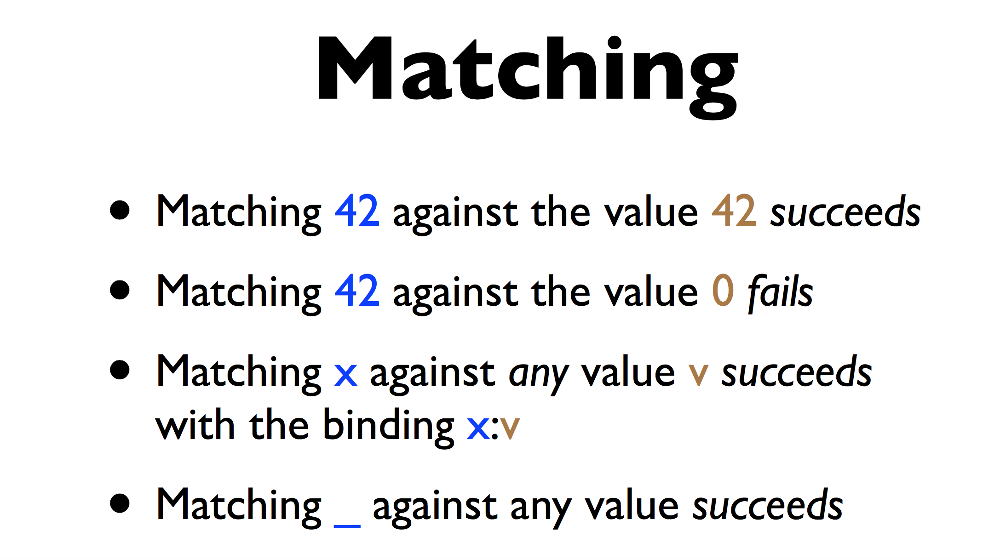 Matching
• Matching 42 against the value 42 succeeds
• Matching 42 against the value 0 fails
• Matching x against any value v succeeds
with the binding x:v
• Matching _ against any value succeeds